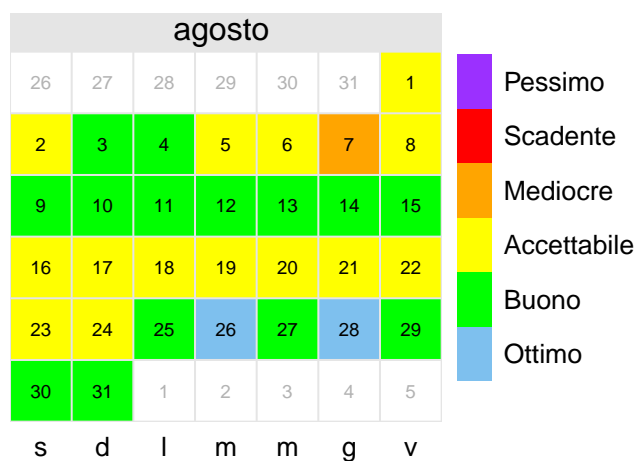 agosto
26 27 28 29 30 31 1
2 3 4 5 6 7 8
9 10 11 12 13 14 15
16 17 18 19 20 21 22
23 24 25 26 27 28 29
30 31 1 2 3 4 5
s d l m m g v
Pessimo
Scadente
Mediocre
Accettabile
Buono
Ottimo